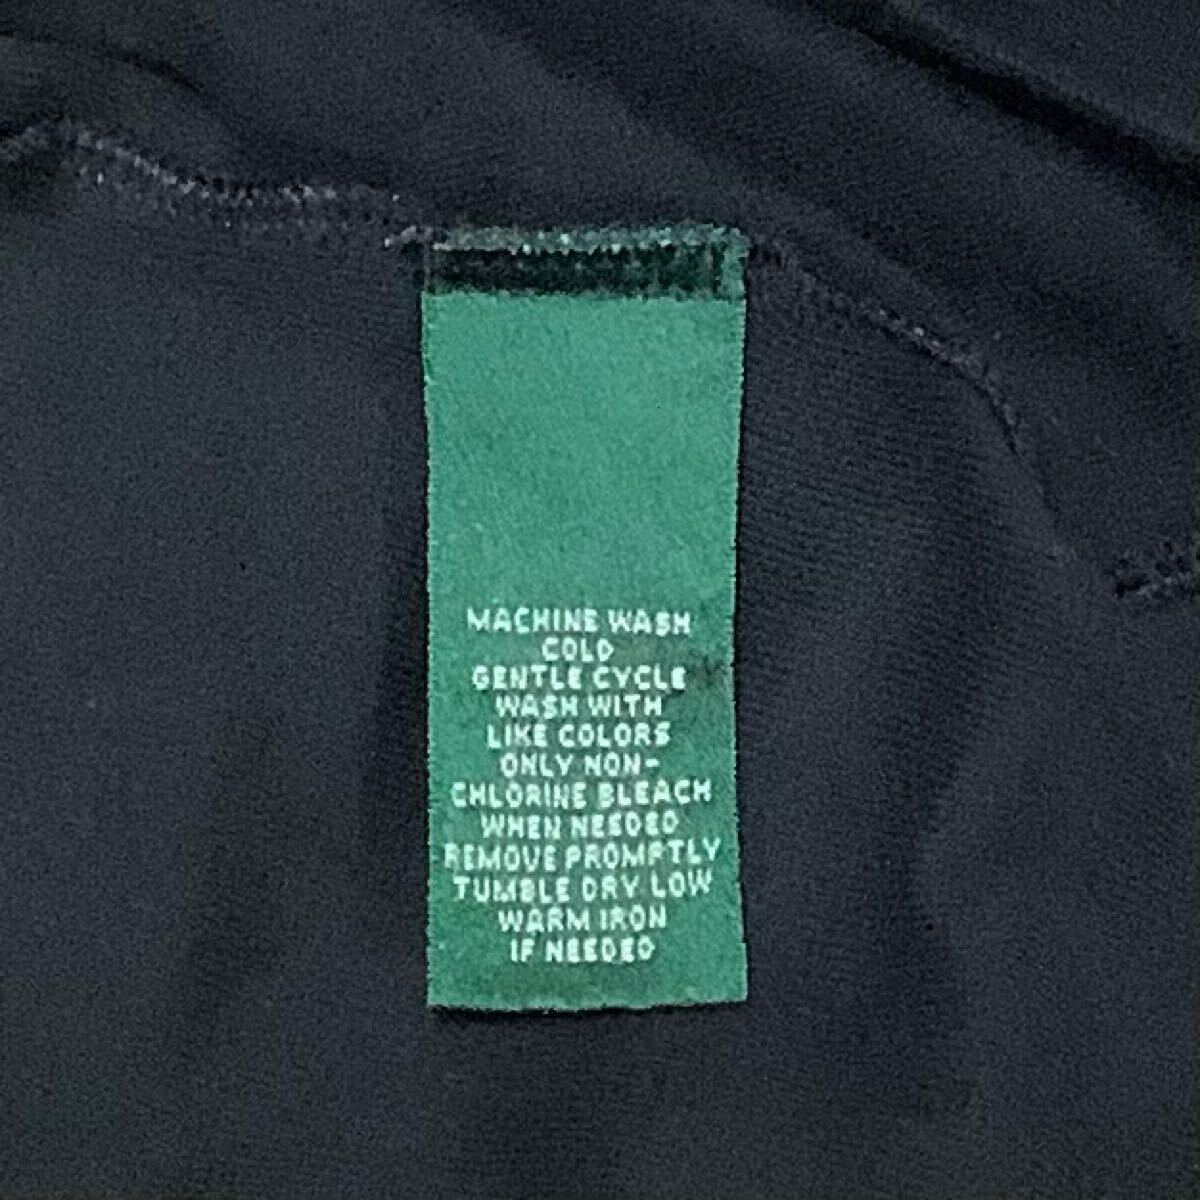 MACHINE WASH
COLD
GENTLE CYCLE
WASH WITH
LIKE COLORS
ONLY NON-
CHLORINE BLEACH
WHEN NEEDED
REMOVE PROMPTLY
TUMBLE DRY LOW
WARM IRON
IF NEEDED